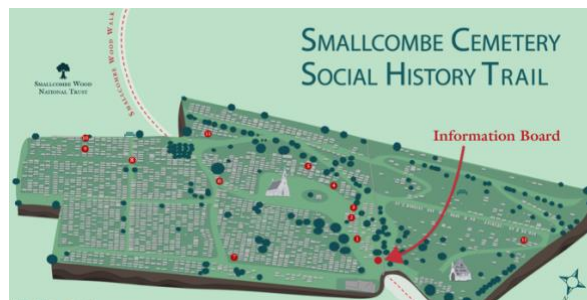 SMALLCOMBE CEMETERY
SOCIAL HISTORY TRAIL
SMALLCOMBE WOOD
NATIONAL TRUST
SMALLCOMBE WOOD WALK
Information Board